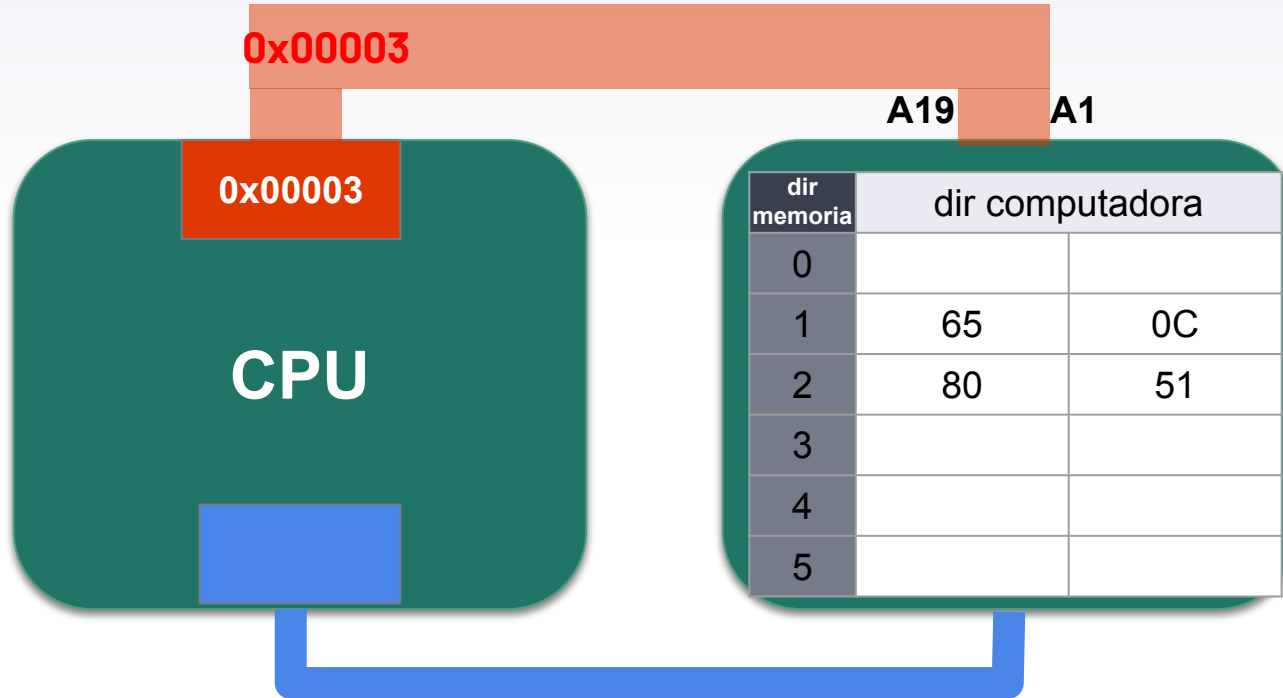 0x00003
A19 A1
0x00003
dir memoria dir computadora
0
1 65 0C
2 80 51
3
4
5
CPU